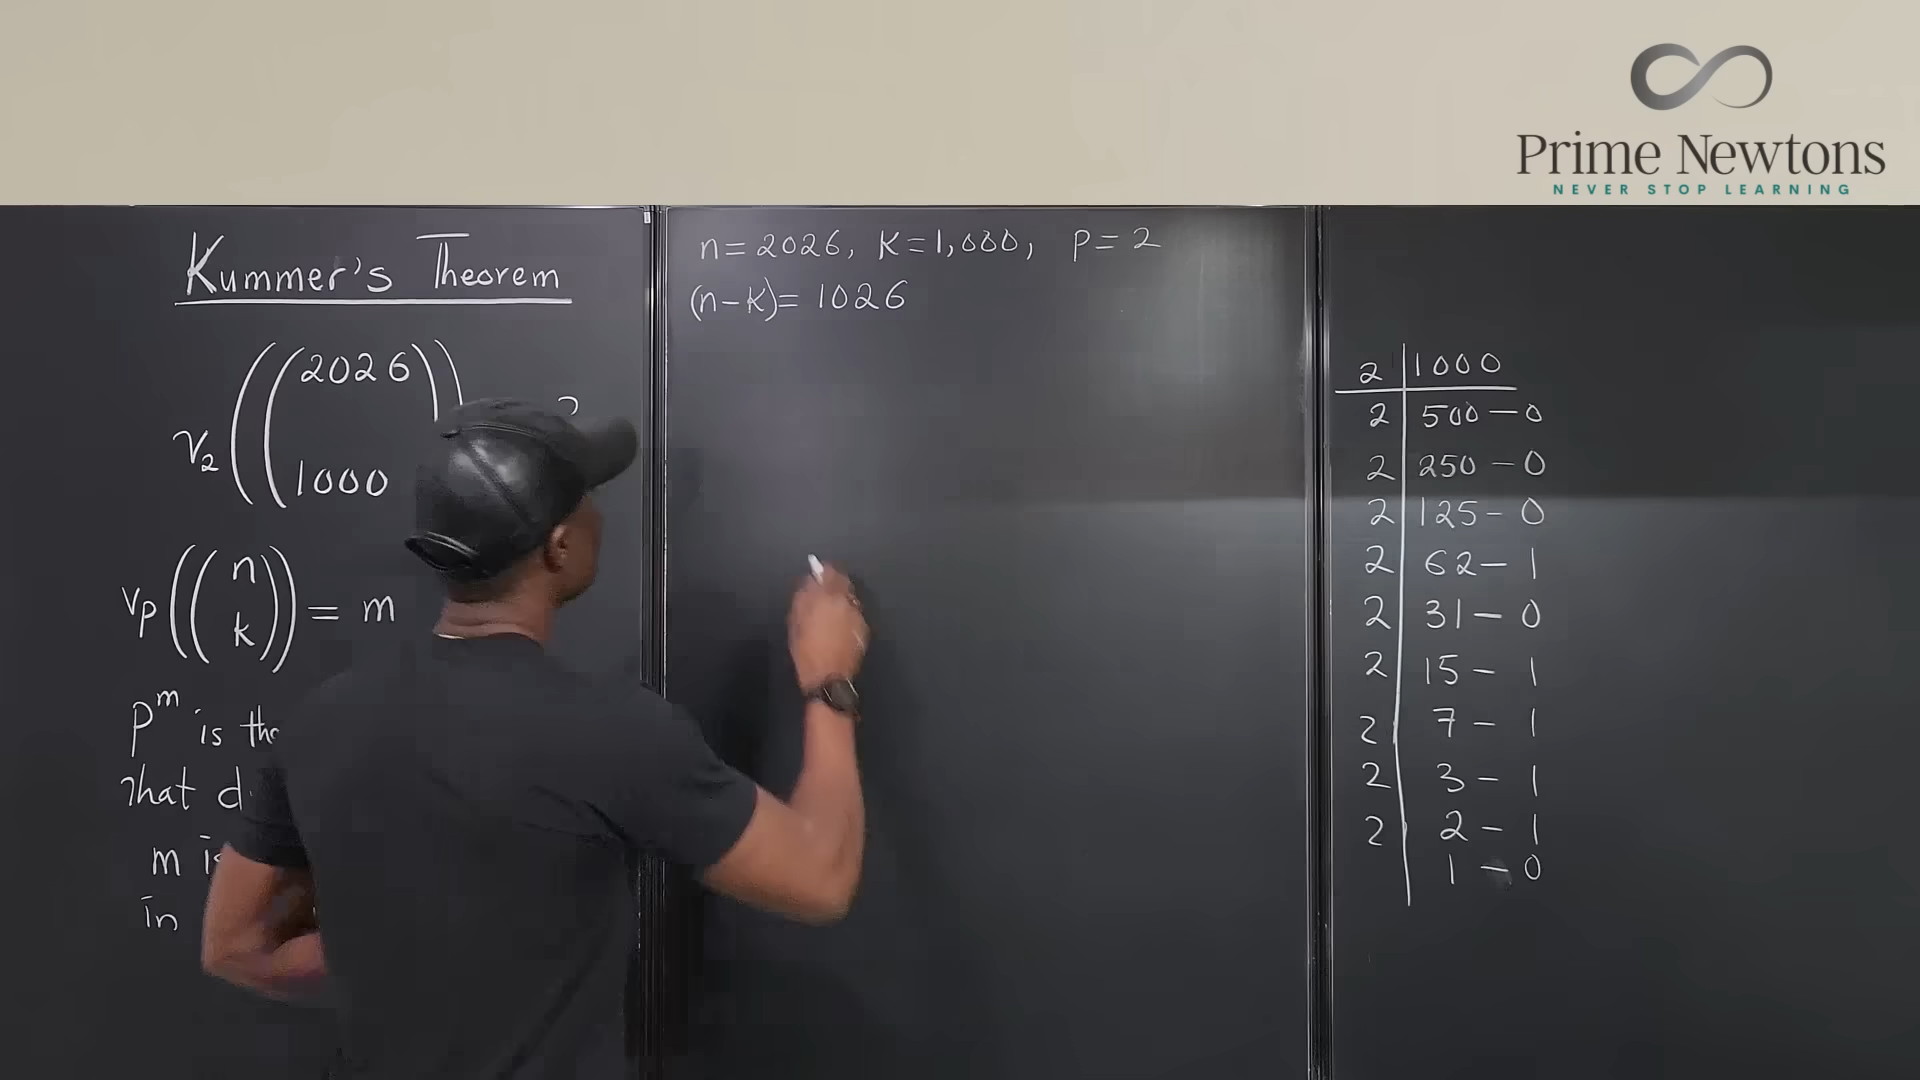 Prime Newtons
NEVER STOP LEARNING
Kummer's Theorem
v₂((2026
1000
?
vp((n
k)) = m
p^m is the
that d
m is
in
n = 2026, K = 1,000, p = 2
(n-k) = 1026
2 | 1000
2 | 500 – 0
2 | 250 – 0
2 | 125 – 0
2 | 62 – 1
2 | 31 – 0
2 | 15 – 1
2 | 7 – 1
2 | 3 – 1
2 | 2 – 1
1 – 0